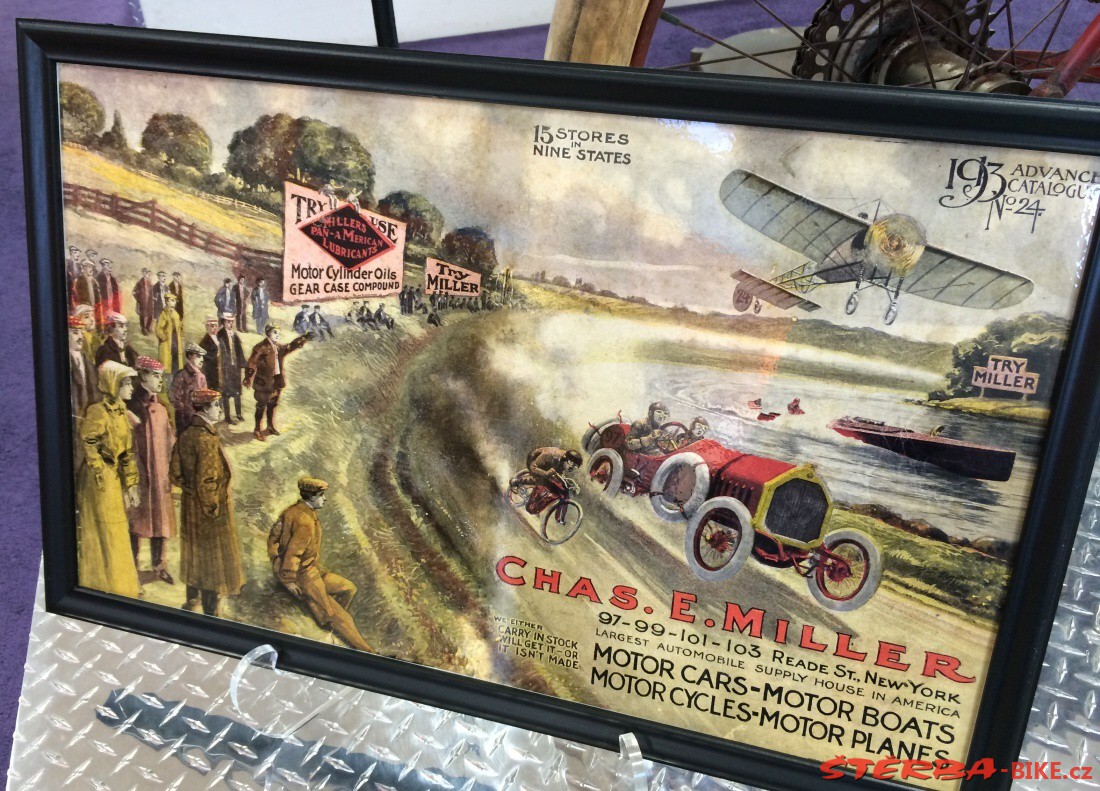 15 STORES
IN
NINE STATES
1913 ADVANCE
CATALOGUE
No 24
TRY USE
MILLERS
PAN-AMERICAN
LUBRICANTS
Motor Cylinder Oils
GEAR CASE COMPOUND
TRY
MILLER
TRY
MILLER
CHAS. E. MILLER
97-99-101-103 READE ST., NEW YORK
LARGEST AUTOMOBILE SUPPLY HOUSE IN AMERICA
MOTOR CARS-MOTOR BOATS
MOTOR CYCLES-MOTOR PLANES
WE EITHER
CARRY IN STOCK
WILL GET IT-OR
IT ISN'T MADE
STERBA-BIKE.cz